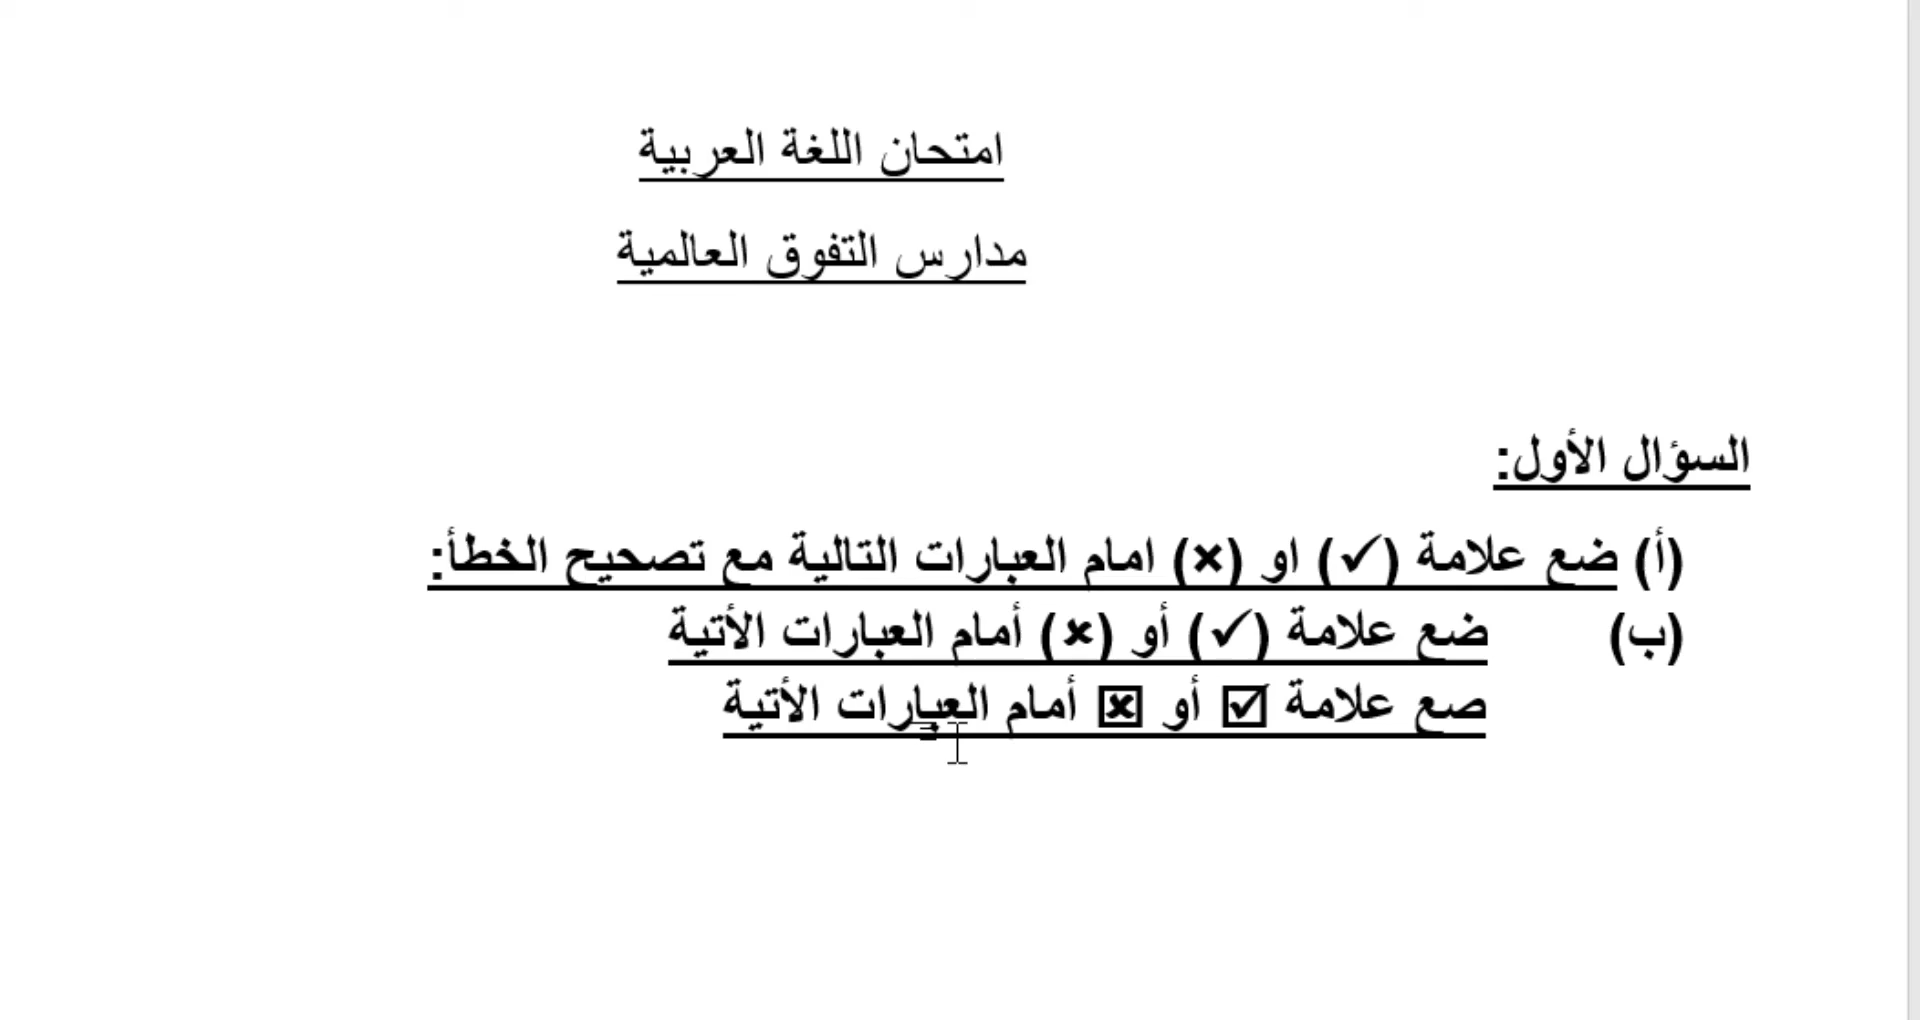 امتحان اللغة العربية
مدارس التفوق العالمية
السؤال الأول:
(أ) ضع علامة (✓) او (×) امام العبارات التالية مع تصحيح الخطأ:
(ب) ضع علامة (✓) أو (×) أمام العبارات الأتية
صع علامة ☑ أو ☒ أمام العبارات الأتية